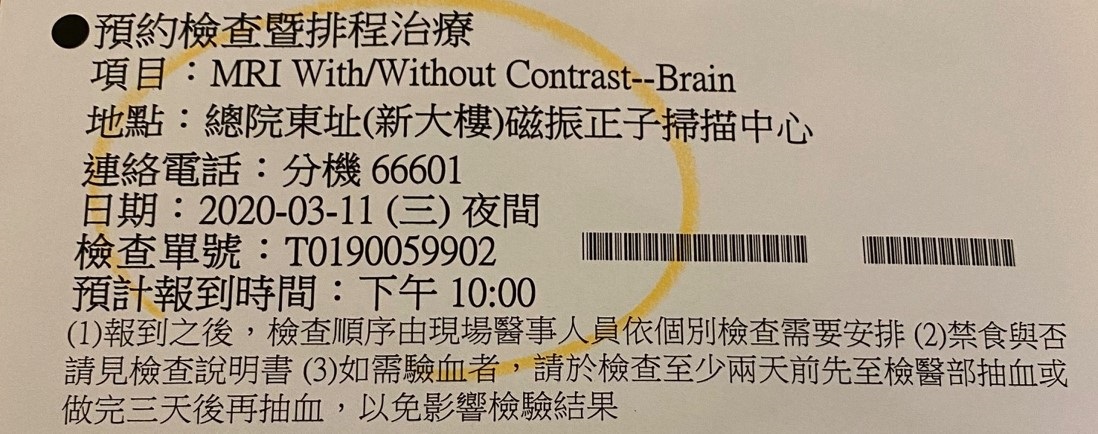 ●預約檢查暨排程治療
項目：MRI With/Without Contrast--Brain
地點：總院東址(新大樓)磁振正子掃描中心
連絡電話：分機 66601
日期：2020-03-11 (三) 夜間
檢查單號：T0190059902
預計報到時間：下午 10:00
(1)報到之後，檢查順序由現場醫事人員依個別檢查需要安排 (2)禁食與否
請見檢查說明書 (3)如需驗血者，請於檢查至少兩天前先至檢醫部抽血或
做完三天後再抽血，以免影響檢驗結果